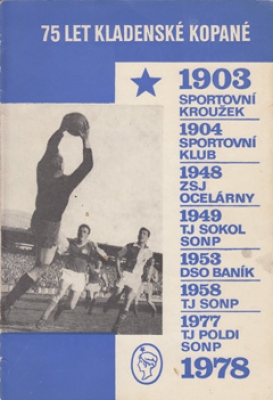 75 LET KLADENSKÉ KOPANÉ
1903
SPORTOVNÍ
KROUŽEK
1904
SPORTOVNÍ
KLUB
1948
ZSJ
OCELÁRNY
1949
TJ SOKOL
SONP
1953
DSO BANÍK
1958
TJ SONP
1977
TJ POLDI
SONP
1978